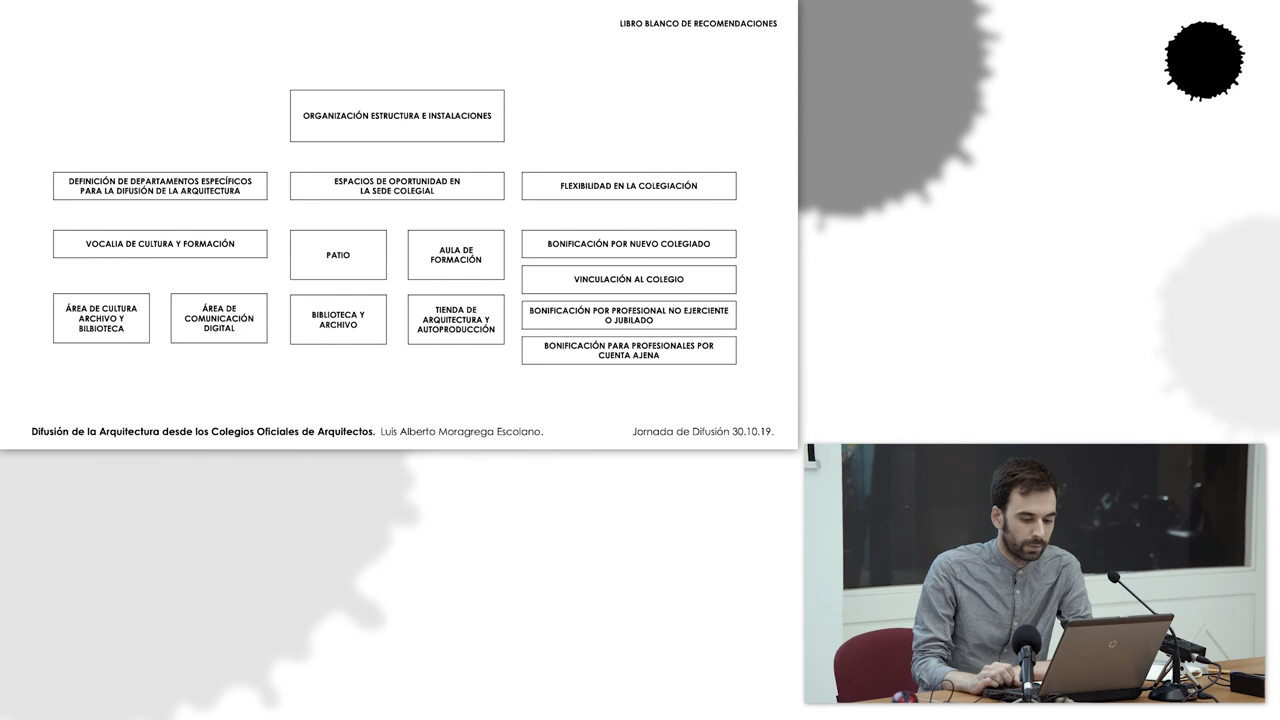 LIBRO BLANCO DE RECOMENDACIONES
ORGANIZACIÓN ESTRUCTURA E INSTALACIONES
DEFINICIÓN DE DEPARTAMENTOS ESPECÍFICOS
PARA LA DIFUSIÓN DE LA ARQUITECTURA
ESPACIOS DE OPORTUNIDAD EN
LA SEDE COLEGIAL
FLEXIBILIDAD EN LA COLEGIACIÓN
VOCALIA DE CULTURA Y FORMACIÓN
ÁREA DE CULTURA
ARCHIVO Y
BILBIOTECA
ÁREA DE
COMUNICACIÓN
DIGITAL
PATIO
AULA DE
FORMACIÓN
BIBLIOTECA Y
ARCHIVO
TIENDA DE
ARQUITECTURA Y
AUTOPRODUCCIÓN
BONIFICACIÓN POR NUEVO COLEGIADO
VINCULACIÓN AL COLEGIO
BONIFICACIÓN POR PROFESIONAL NO EJERCIENTE
O JUBILADO
BONIFICACIÓN PARA PROFESIONALES POR
CUENTA AJENA
Difusión de la Arquitectura desde los Colegios Oficiales de Arquitectos. Luis Alberto Moragrega Escolano.
Jornada de Difusión 30.10.19.